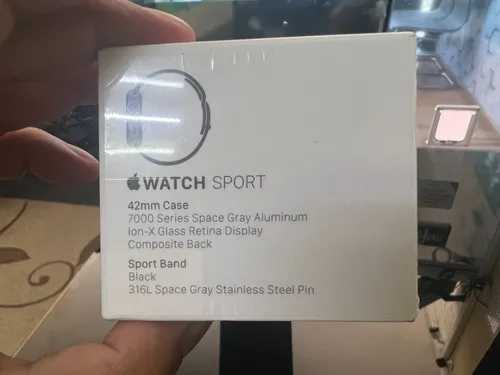 WATCH SPORT
42mm Case
7000 Series Space Gray Aluminum
Ion-X Glass Retina Display
Composite Back
Sport Band
Black
316L Space Gray Stainless Steel Pin